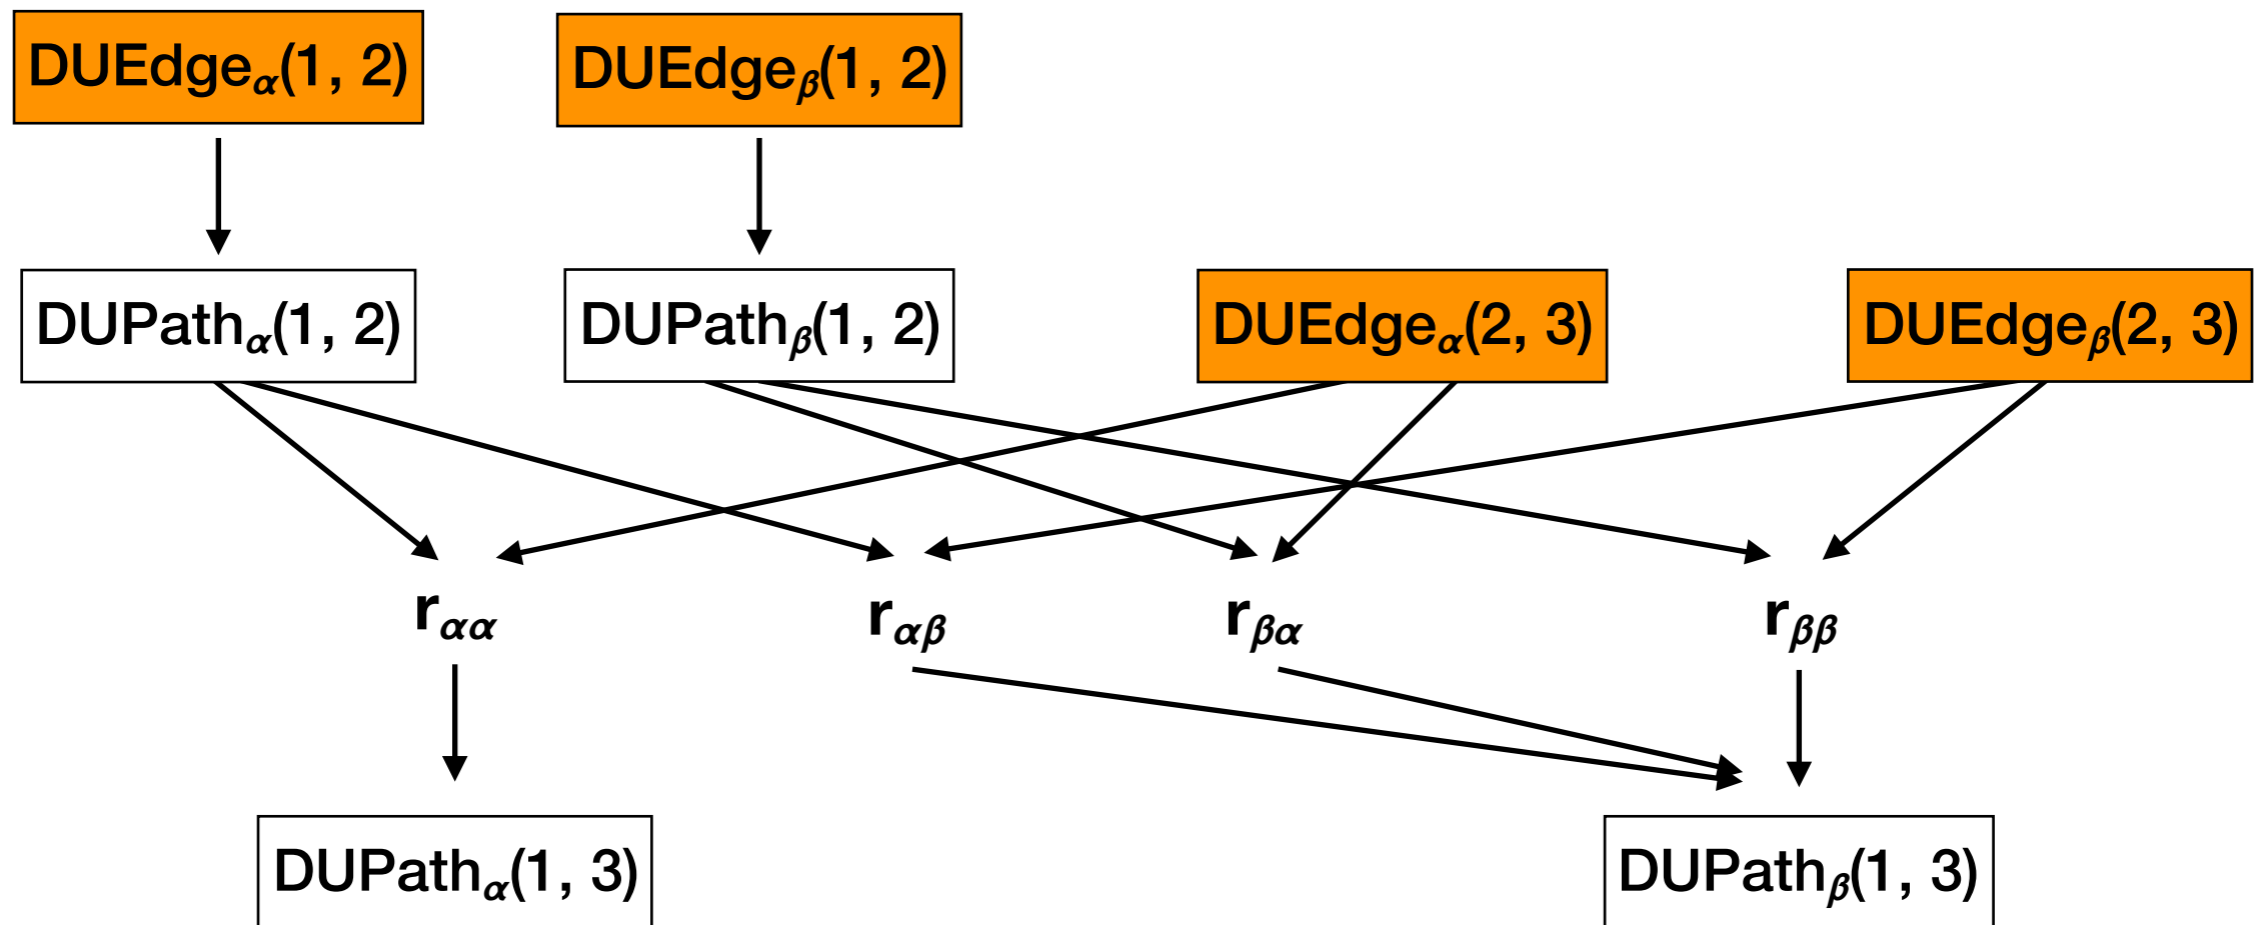 DUEdgeα(1, 2)
DUEdgeβ(1, 2)
DUPathα(1, 2)
DUPathβ(1, 2)
DUEdgeα(2, 3)
DUEdgeβ(2, 3)
rαα
rαβ
rβα
rββ
DUPathα(1, 3)
DUPathβ(1, 3)